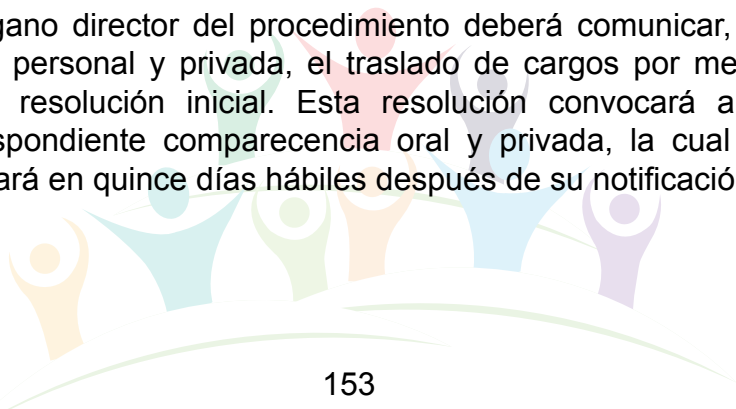 gano director del procedimiento deberá comunicar,
personal y privada, el traslado de cargos por me
resolución inicial. Esta resolución convocará a
spondiente comparecencia oral y privada, la cual
ará en quince días hábiles después de su notificació
153